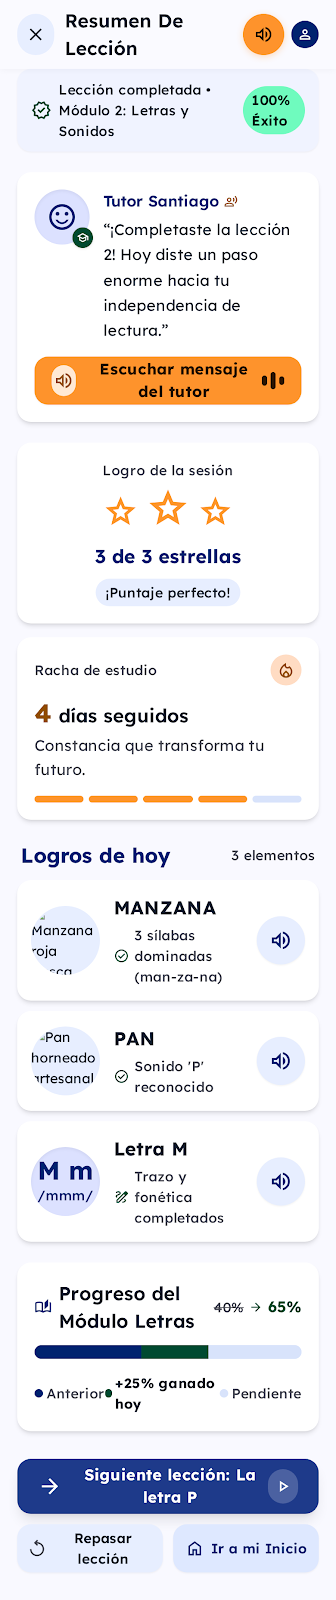 Resumen De
Lección
Lección completada •
Módulo 2: Letras y
Sonidos
100%
Éxito
Tutor Santiago
“¡Completaste la lección
2! Hoy diste un paso
enorme hacia tu
independencia de
lectura.”
Escuchar mensaje
del tutor
Logro de la sesión
3 de 3 estrellas
¡Puntaje perfecto!
Racha de estudio
4 días seguidos
Constancia que transforma tu
futuro.
Logros de hoy
3 elementos
Manzana
roja
MANZANA
3 sílabas
dominadas
(man-za-na)
Pan
horneado
artesanal
PAN
Sonido 'P'
reconocido
M m
/mmm/
Letra M
Trazo y
fonética
completados
Progreso del
Módulo Letras
40% → 65%
Anterior
+25% ganado
hoy
Pendiente
Siguiente lección: La
letra P
Repasar
lección
Ir a mi Inicio